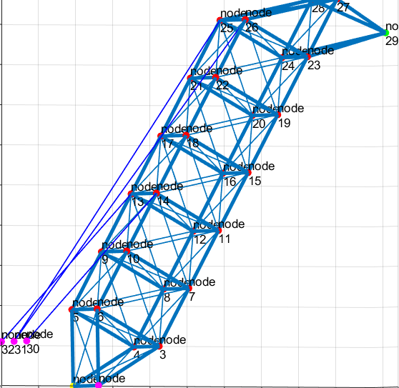 28
27
nodenode
25 26
no
29
nodenode
24 23
nodenode
21 22
nodenode
20 19
nodenode
17 18
nodenode
16 15
nodenode
13 14
nodenode
12 11
nodenode
9 10
nodenode
8 7
nodenode
5 6
nodenode
4 3
node
323130
nodenode